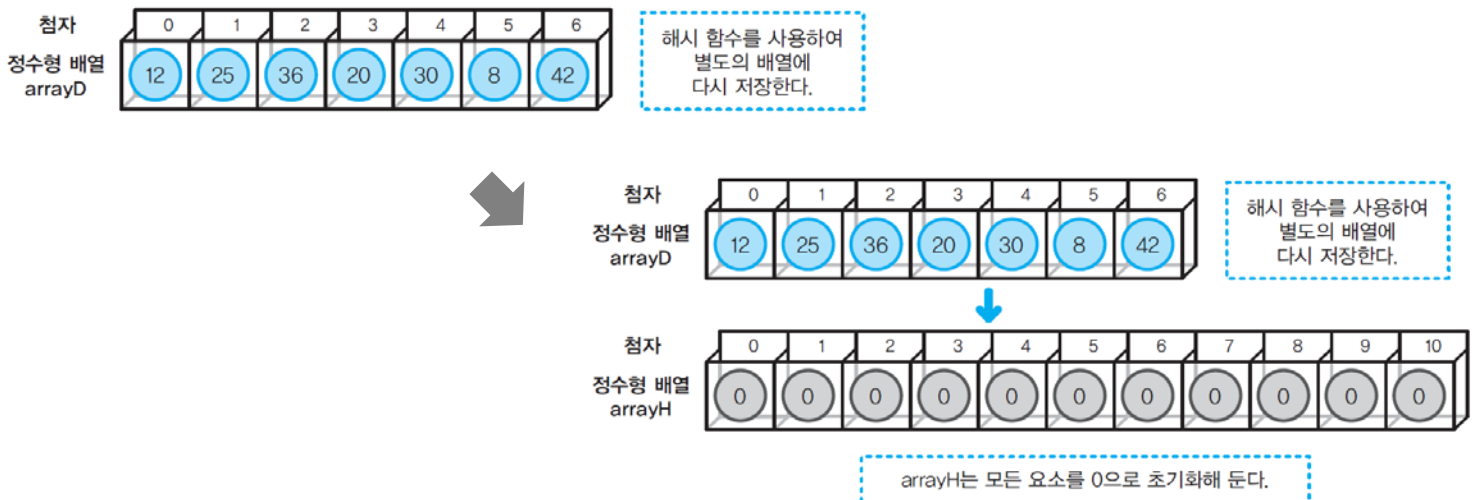 첨자 0 1 2 3 4 5 6
정수형 배열
arrayD
12 25 36 20 30 8 42
해시 함수를 사용하여
별도의 배열에
다시 저장한다.
첨자 0 1 2 3 4 5 6
정수형 배열
arrayD
12 25 36 20 30 8 42
해시 함수를 사용하여
별도의 배열에
다시 저장한다.
첨자 0 1 2 3 4 5 6 7 8 9 10
정수형 배열
arrayH
0 0 0 0 0 0 0 0 0 0 0
arrayH는 모든 요소를 0으로 초기화해 둔다.